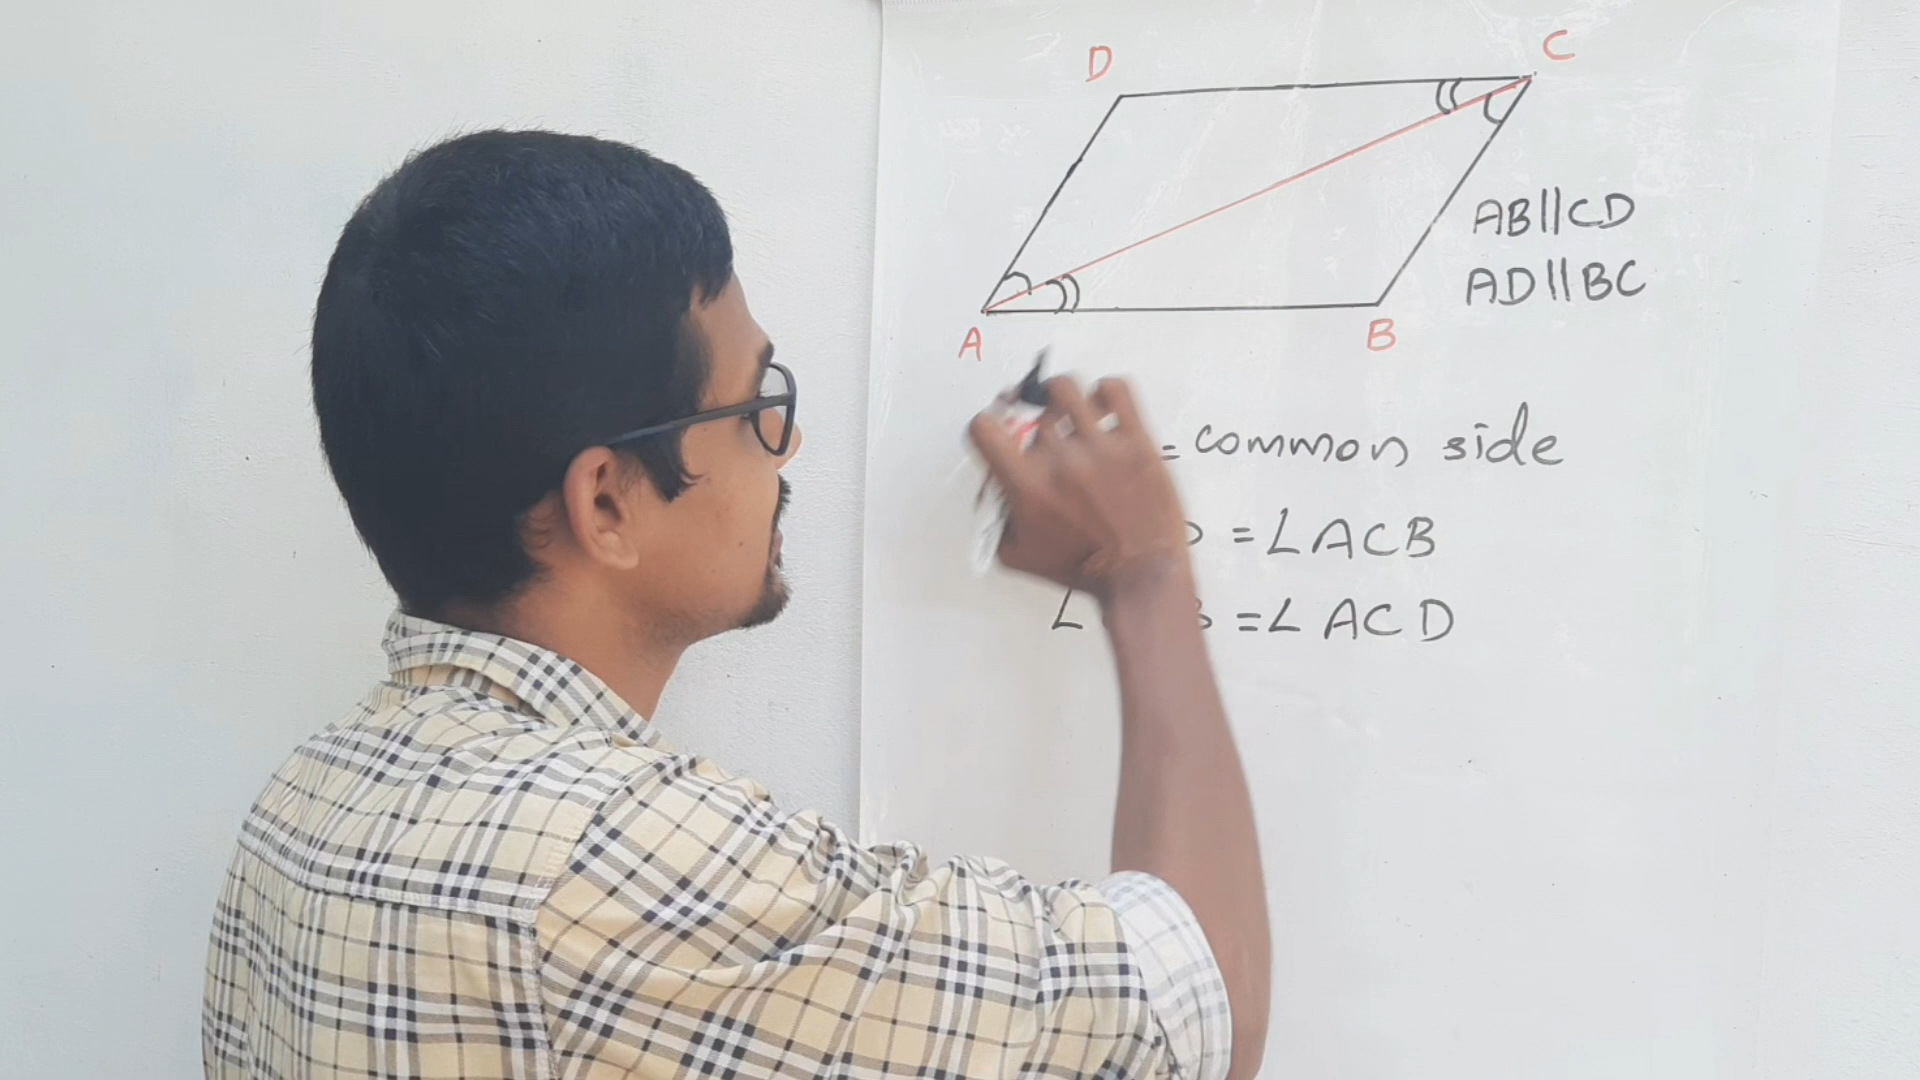 D
C
AB||CD
AD||BC
A
B
= common side
= ∠ACB
∠ = ∠ACD